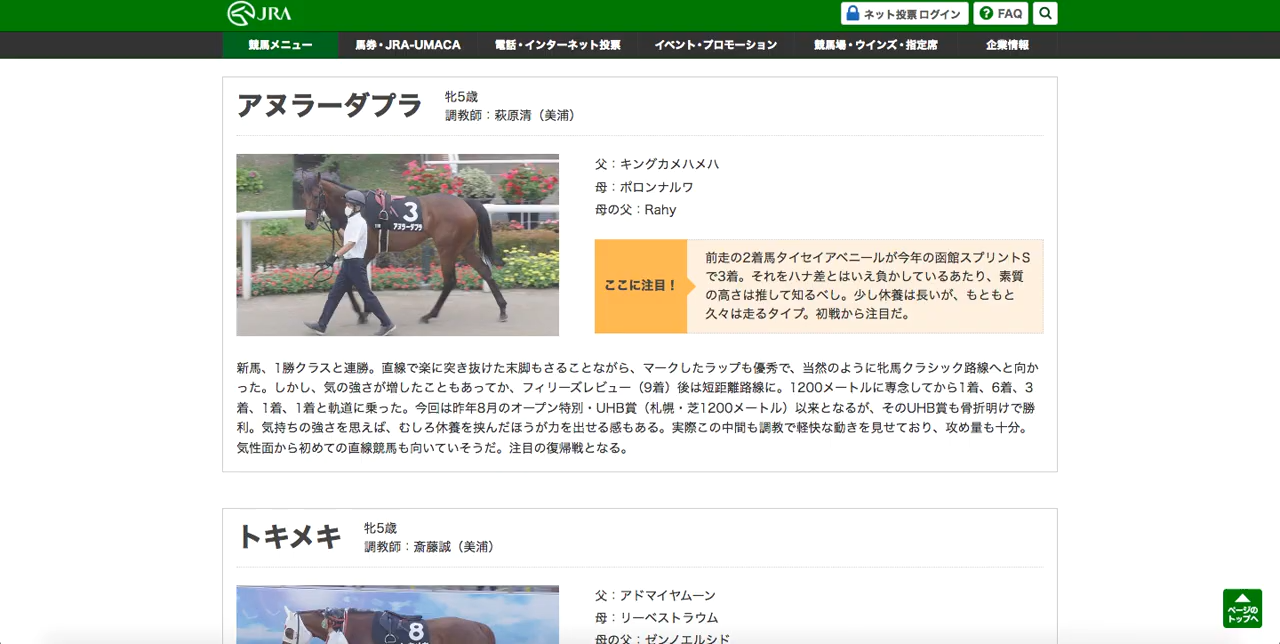 JRA
ネット投票ログイン
FAQ
競馬メニュー
馬券・JRA-UMACA
電話・インターネット投票
イベント・プロモーション
競馬場・ウインズ・指定席
企業情報
アヌラーダプラ
牝5歳
調教師：萩原清（美浦）
3
アヌラーダプラ
父：キングカメハメハ
母：ポロンナルワ
母の父：Rahy
ここに注目！
前走の2着馬タイセイアベニールが今年の函館スプリントS
で3着。それをハナ差とはいえ負かしているあたり、素質
の高さは推して知るべし。少し休養は長いが、もともと
久々は走るタイプ。初戦から注目だ。
新馬、1勝クラスと連勝。直線で楽に突き抜けた末脚もさることながら、マークしたラップも優秀で、当然のように牝馬クラシック路線へと向か
った。しかし、気の強さが増したこともあってか、フィリーズレビュー（9着）後は短距離路線に。1200メートルに専念してから1着、6着、3
着、1着、1着と軌道に乗った。今回は昨年8月のオープン特別・UHB賞（札幌・芝1200メートル）以来となるが、そのUHB賞も骨折明けで勝
利。気持ちの強さを思えば、むしろ休養を挟んだほうが力を出せる感もある。実際この中間も調教で軽快な動きを見せており、攻め量も十分。
気性面から初めての直線競馬も向いていそうだ。注目の復帰戦となる。
トキメキ
牝5歳
調教師：斎藤誠（美浦）
8
父：アドマイヤムーン
母：リーベストラウム
母の父：ゼンノエルシド
ページの
トップへ